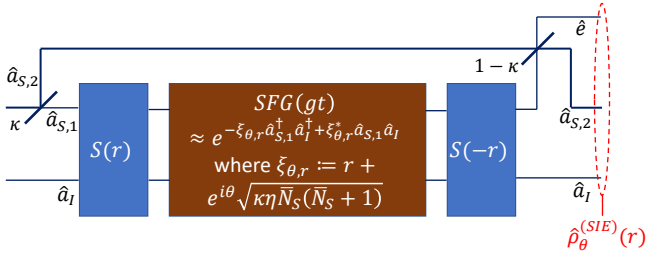 ê
â_{S,2}
1 − κ
κ
â_{S,1}
S(r)
SFG(gt)
≈ e^{−ξ_{θ,r} â†_{S,1} â†_I + ξ*_{θ,r} â_{S,1} â_I}
where ξ_{θ,r} ≔ r +
e^{iθ}√(κηN̅_S(N̅_S + 1))
S(−r)
â_{S,2}
â_I
â_I
ρ̂_θ^{(SIE)}(r)